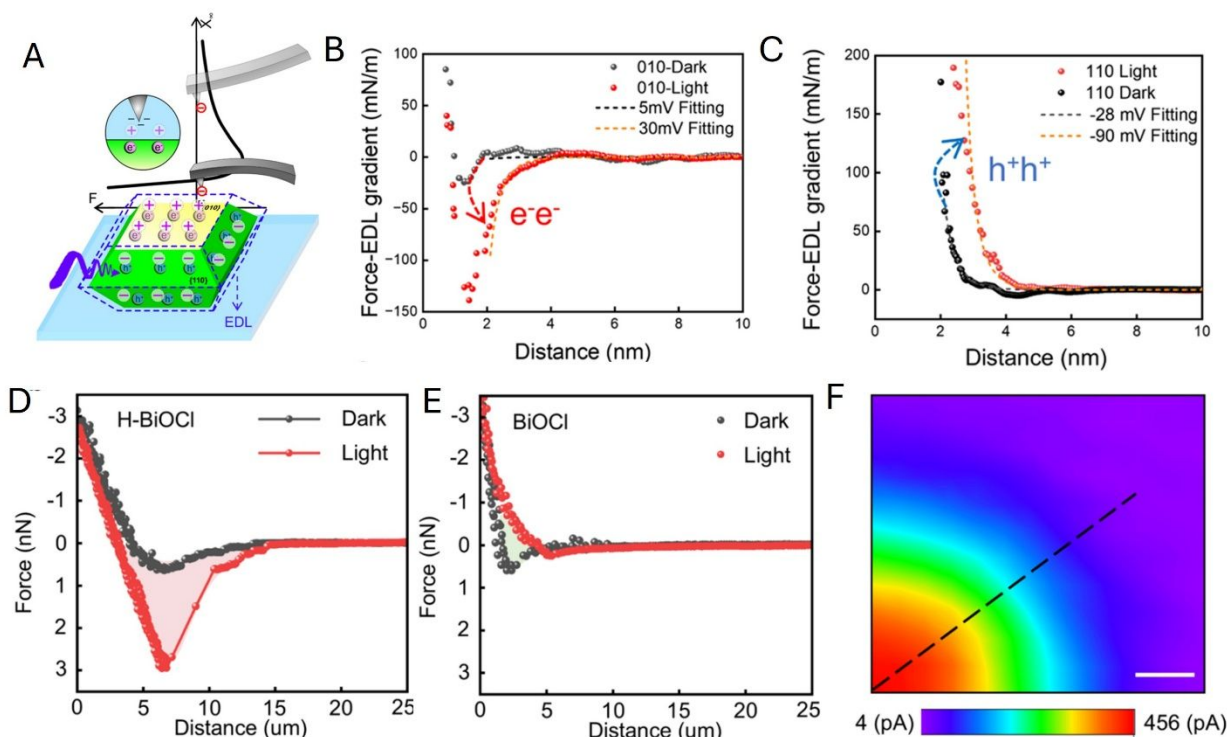 A
F
{010}
e⁻ e⁻
e⁻ e⁻ e⁻
e⁻ e⁻ e⁻
h⁺ h⁺ h⁺ h⁺
{110}
h⁺ h⁺ h⁺
EDL
B
Force-EDL gradient (mN/m)
100
50
0
−50
−100
−150
010-Dark
010-Light
5mV Fitting
30mV Fitting
e⁻e⁻
0 2 4 6 8 10
Distance (nm)
C
Force-EDL gradient (mN/m)
200
150
100
50
0
110 Light
110 Dark
-28 mV Fitting
-90 mV Fitting
h⁺h⁺
0 2 4 6 8 10
Distance (nm)
D
Force (nN)
-3
-2
-1
0
1
2
3
H-BiOCl
Dark
Light
0 5 10 15 20 25
Distance (um)
E
Force (nN)
-3
-2
-1
0
1
2
3
BiOCl
Dark
Light
0 5 10 15 20 25
Distance (um)
F
4 (pA) 456 (pA)